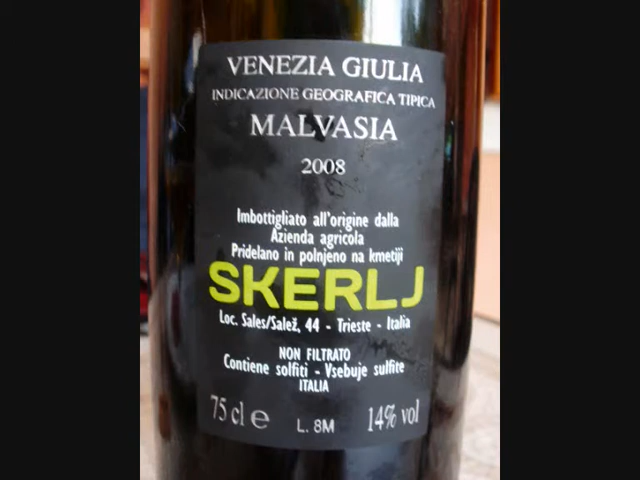 VENEZIA GIULIA
INDICAZIONE GEOGRAFICA TIPICA
MALVASIA
2008
Imbottigliato all'origine dalla
Azienda agricola
Pridelano in polnjeno na kmetiji
SKERLJ
Loc. Sales/Salež, 44 - Trieste - Italia
NON FILTRATO
Contiene solfiti - Vsebuje sulfite
ITALIA
75 cl e L. 8M 14% vol